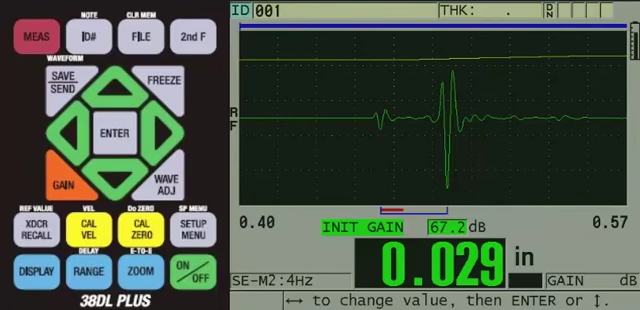 NOTE CLR MEM
MEAS ID# FILE 2nd F
WAVEFORM
SAVE
SEND
FREEZE
ENTER
GAIN
WAVE
ADJ
REF VALUE VEL Do ZERO SP MENU
XDCR
RECALL
CAL
VEL
CAL
ZERO
SETUP
MENU
DELAY E-TO-E
DISPLAY RANGE ZOOM ON
/OFF
38DL PLUS
ID 001 THK: . DN
RF
0.40 0.57
INIT GAIN 67.2 dB
0.029 in
SE-M2:4Hz GAIN dB
↔ to change value, then ENTER or ↕.